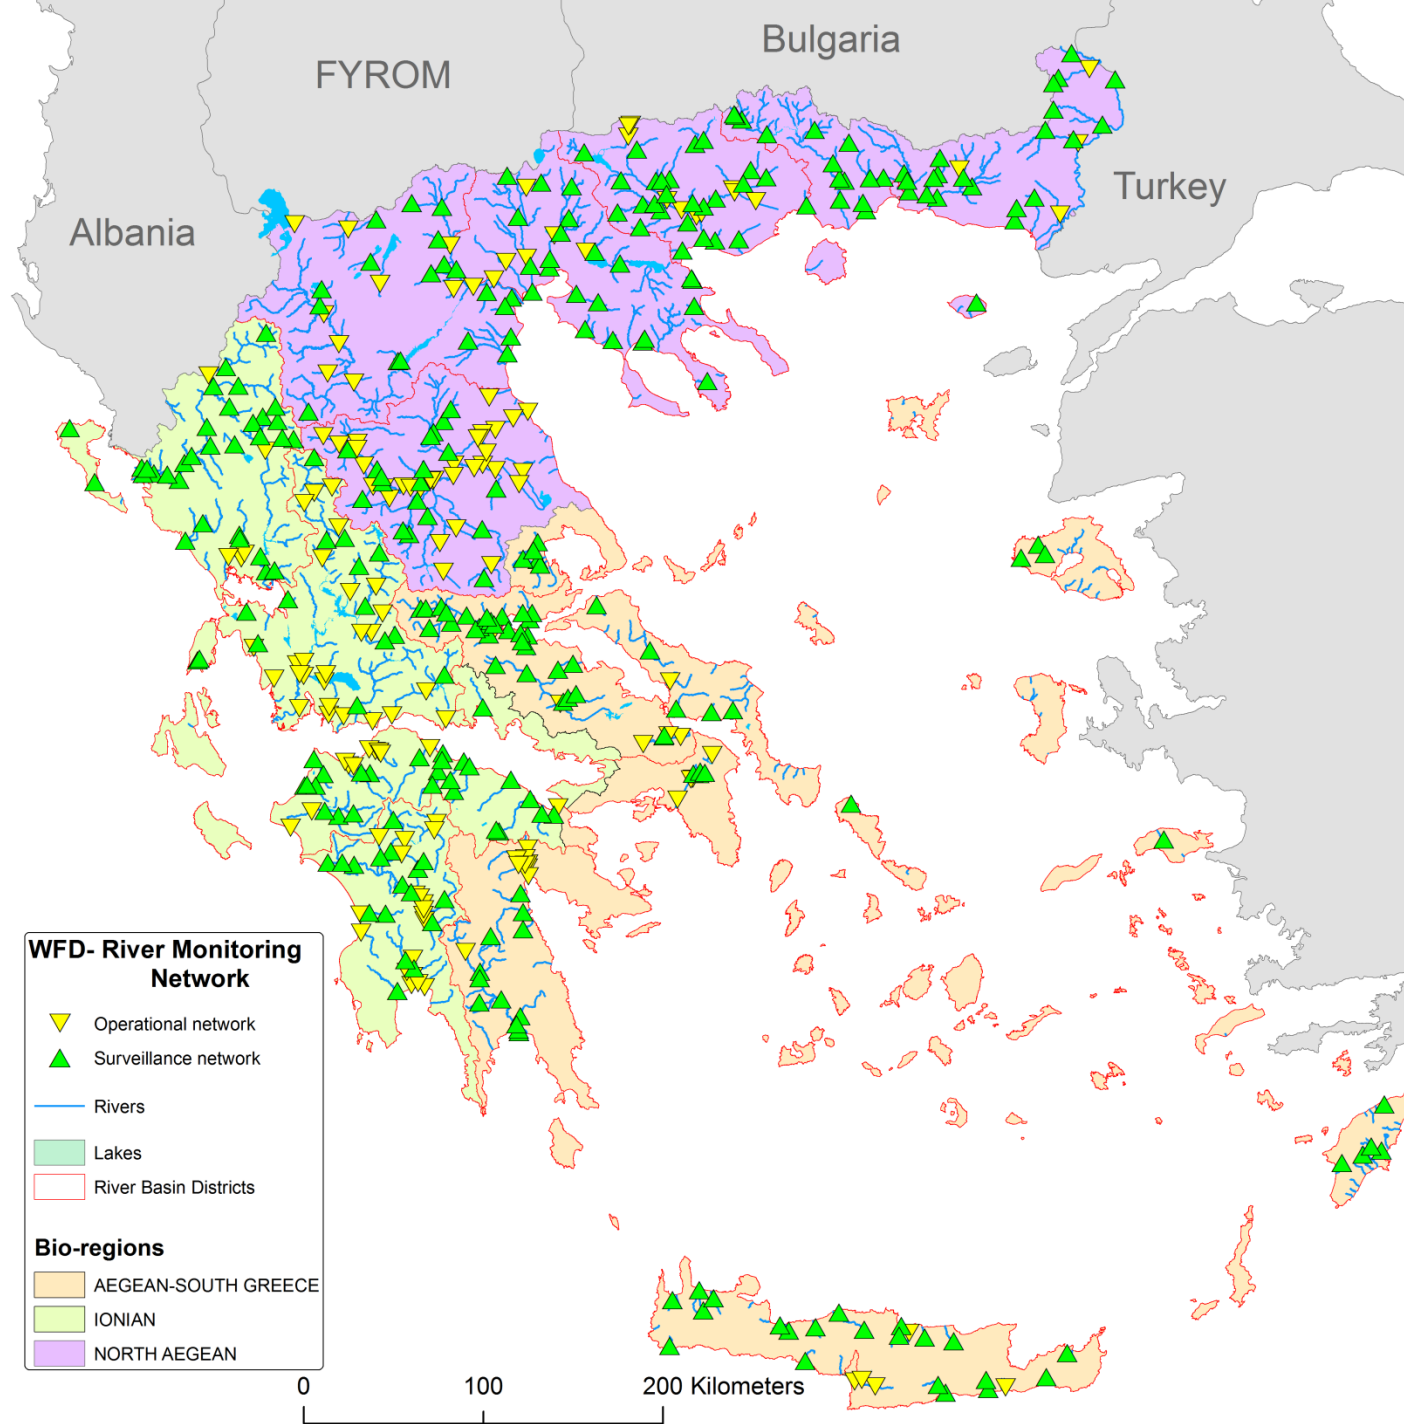 Bulgaria
FYROM
Turkey
Albania
WFD- River Monitoring
Network
Operational network
Surveillance network
Rivers
Lakes
River Basin Districts
Bio-regions
AEGEAN-SOUTH GREECE
IONIAN
NORTH AEGEAN
0 100 200 Kilometers